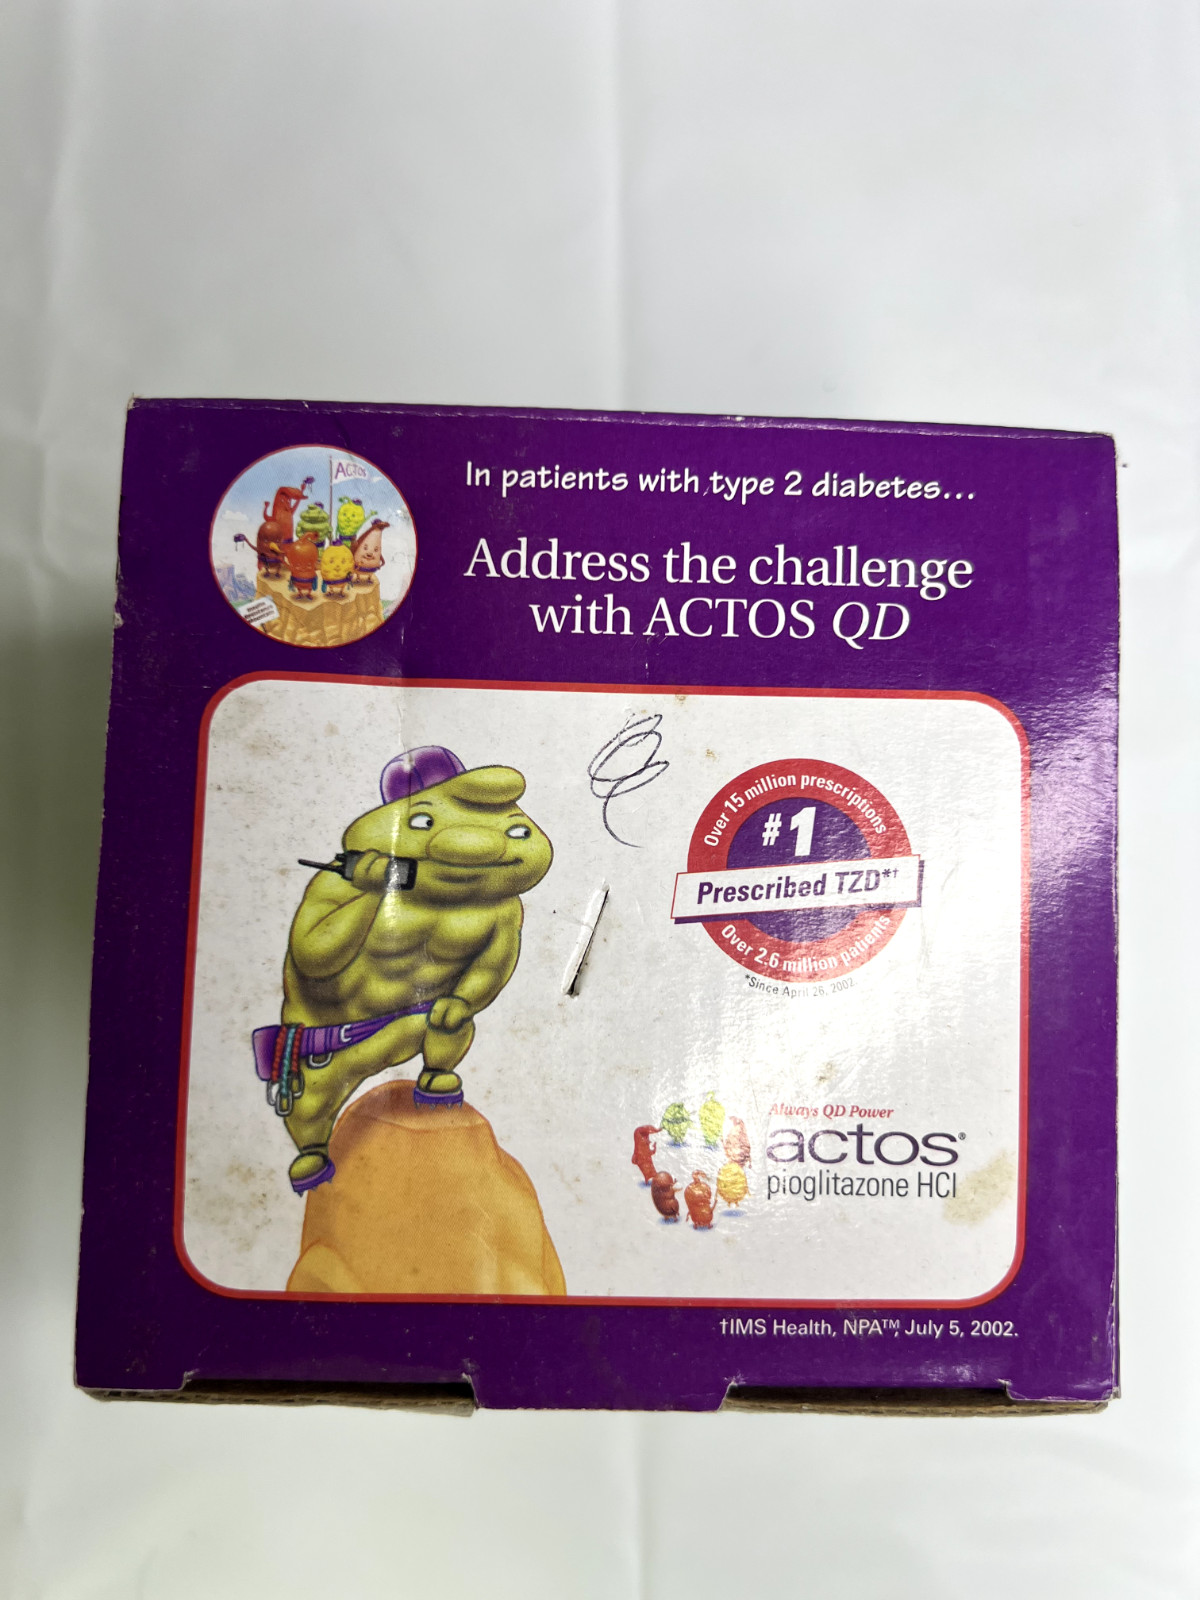 ACTOS
In patients with type 2 diabetes...
Address the challenge
with ACTOS QD
Over 15 million prescriptions
#1
Prescribed TZD*†
Over 2.6 million patients
*Since April 26, 2002.
Always QD Power
actos®
pioglitazone HCl
†IMS Health, NPA™, July 5, 2002.